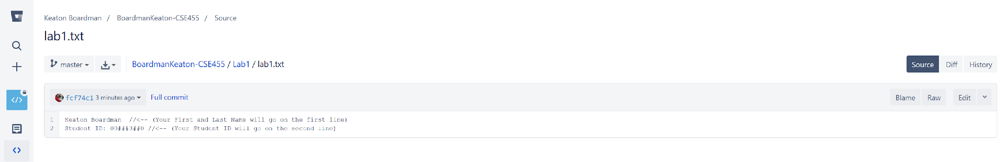 Keaton Boardman / BoardmanKeaton-CSE455 / Source
lab1.txt
master BoardmanKeaton-CSE455 / Lab1 / lab1.txt Source Diff History
fcf74c1 3 minutes ago Full commit Blame Raw Edit
1 Keaton Boardman //<-- (Your First and Last Name will go on the first line)
2 Student ID: 00###3##0 //<-- (Your Student ID will go on the second line)